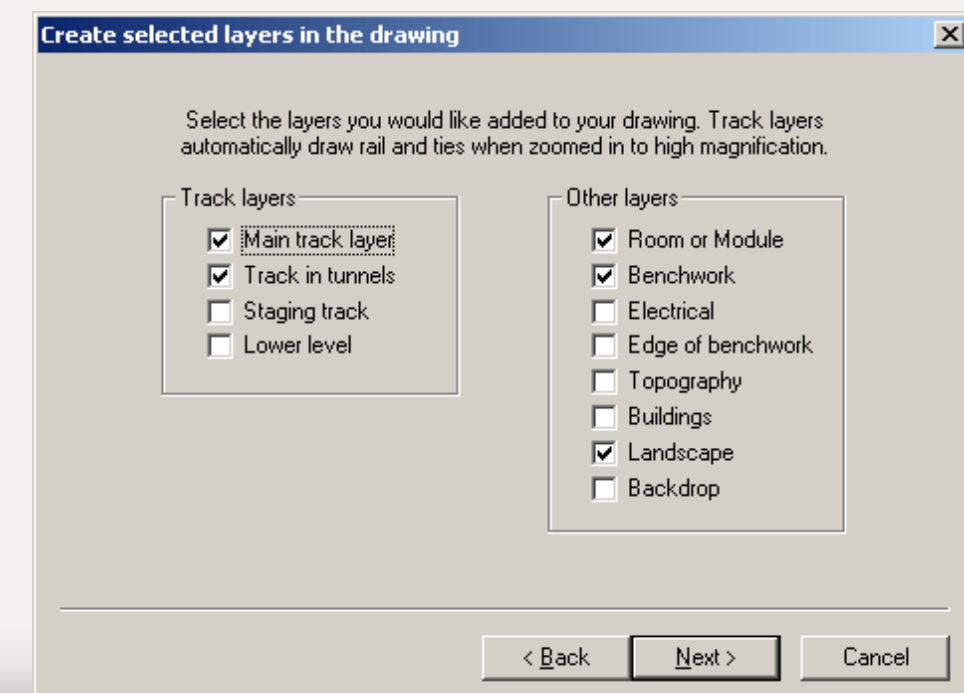 Create selected layers in the drawing
Select the layers you would like added to your drawing. Track layers
automatically draw rail and ties when zoomed in to high magnification.
Track layers
Main track layer
Track in tunnels
Staging track
Lower level
Other layers
Room or Module
Benchwork
Electrical
Edge of benchwork
Topography
Buildings
Landscape
Backdrop
< Back
Next >
Cancel